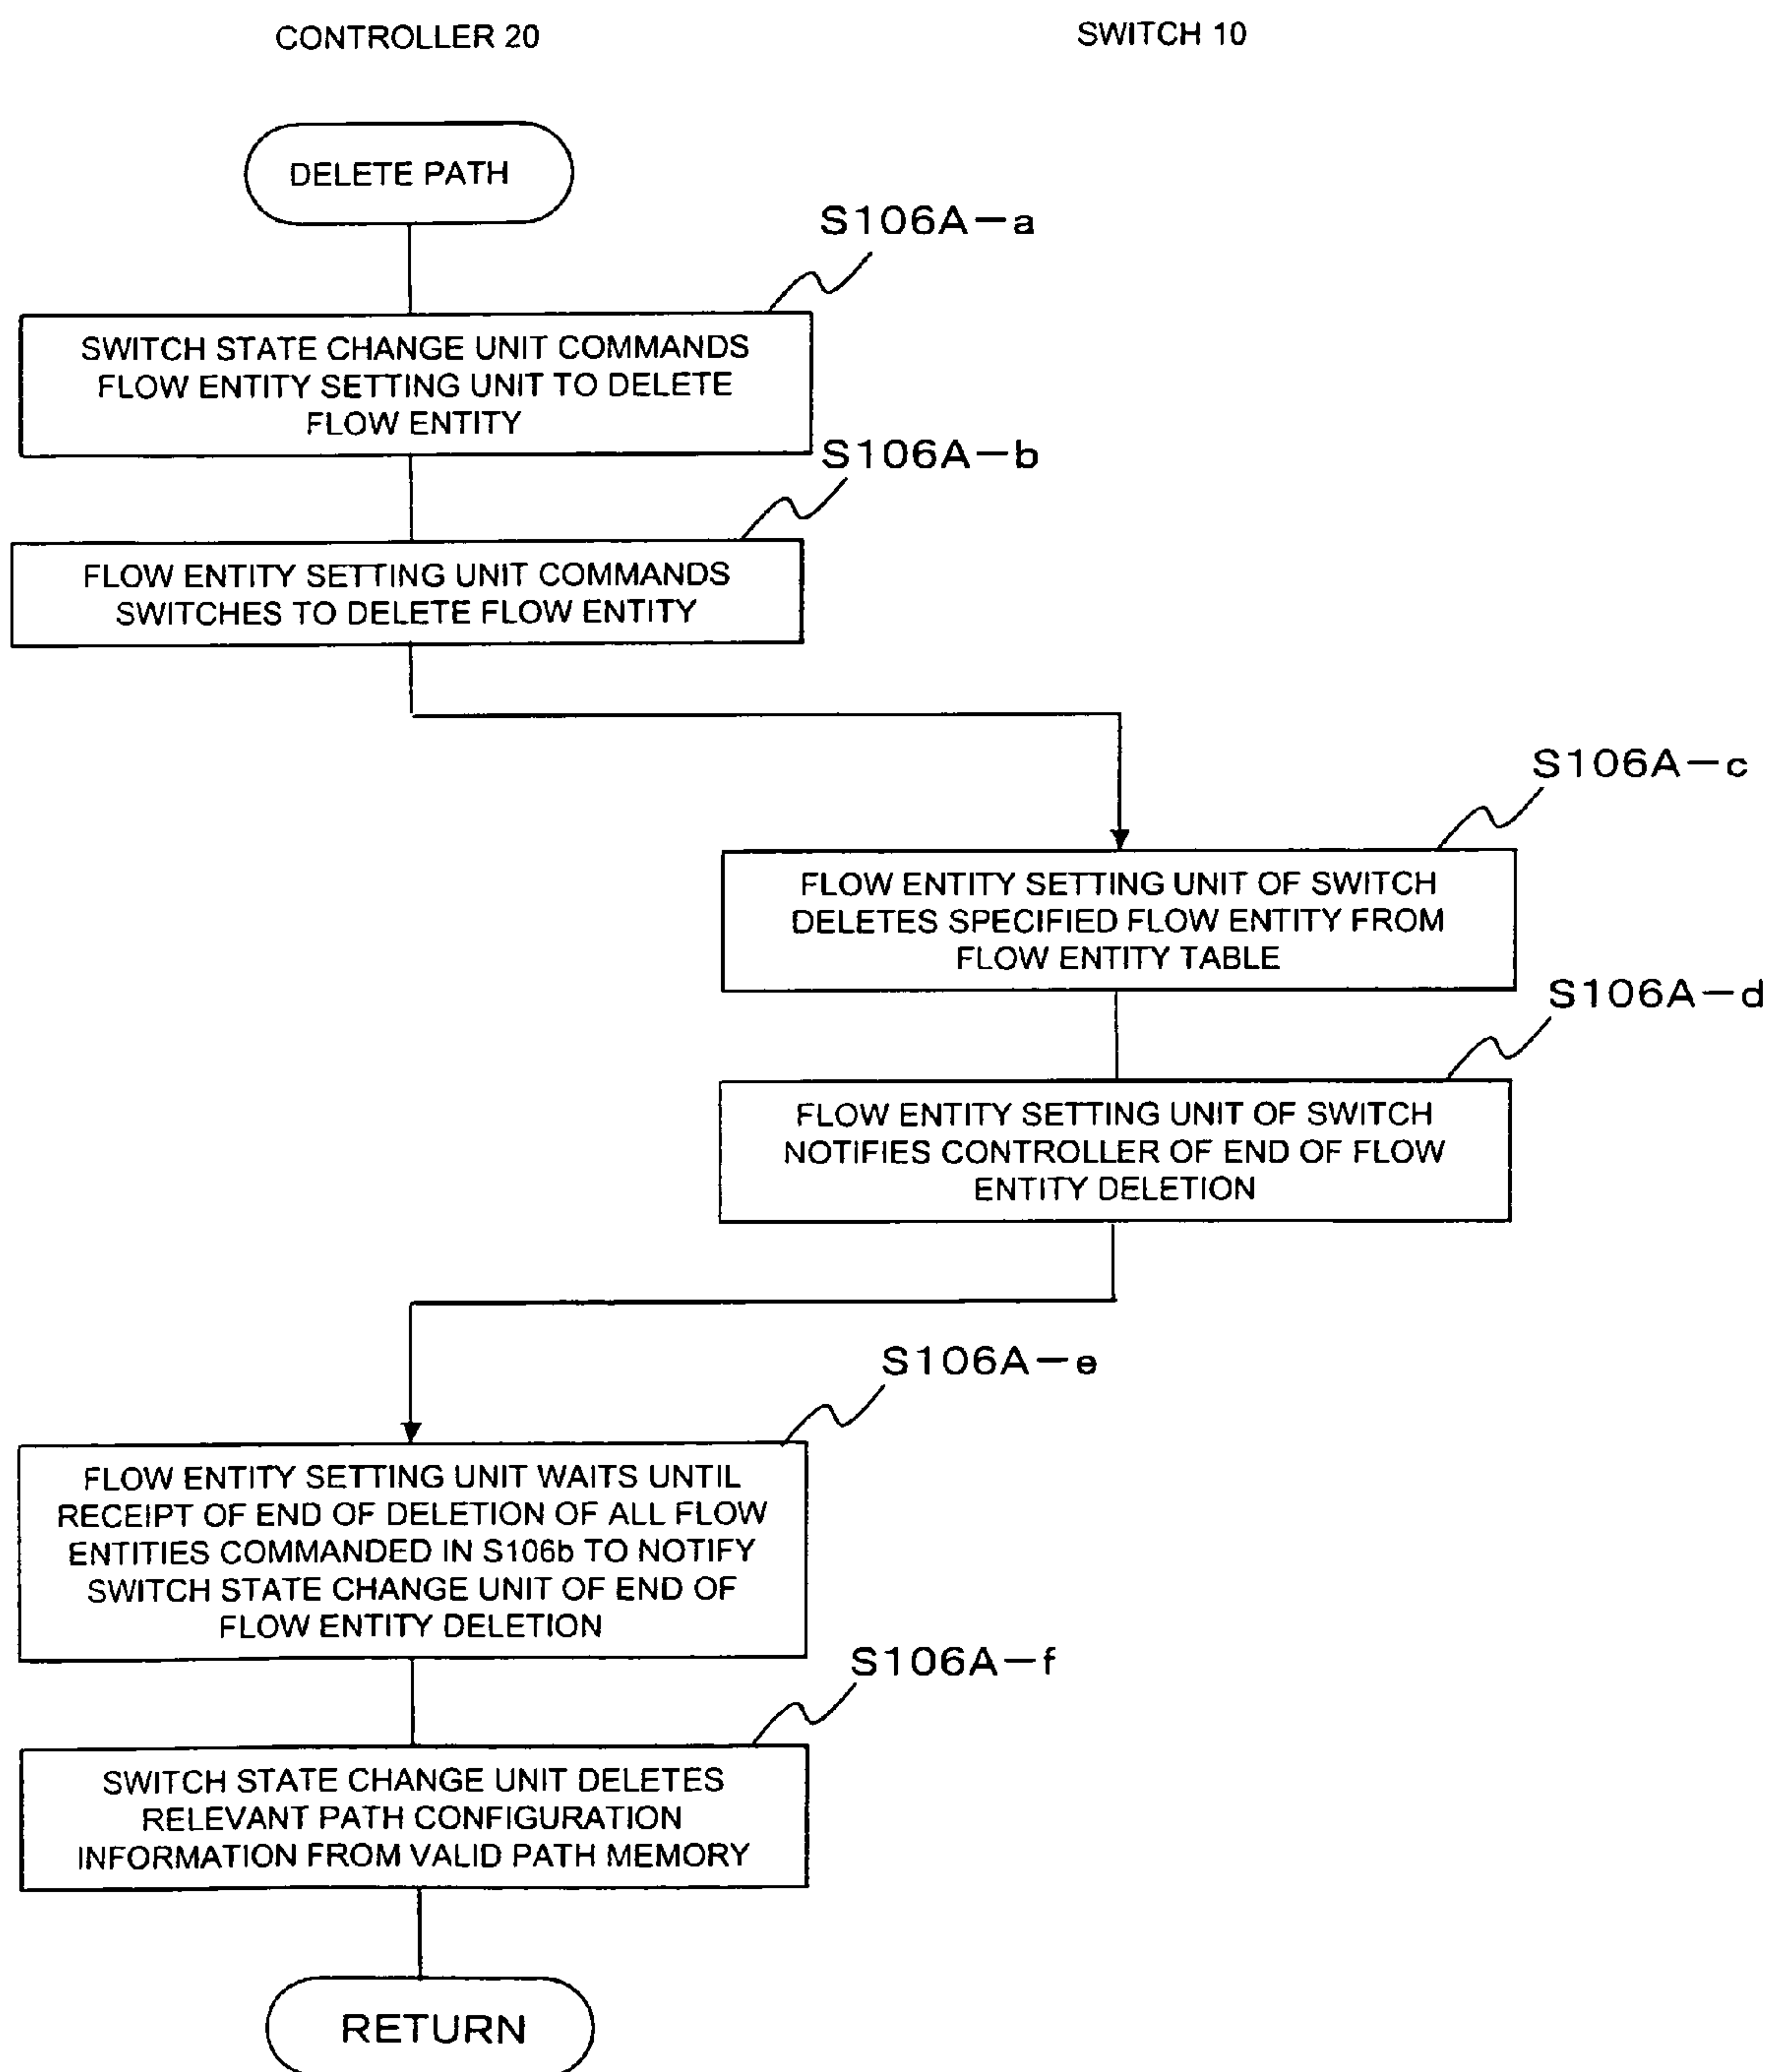 CONTROLLER 20
SWITCH 10
DELETE PATH
S106A-a
SWITCH STATE CHANGE UNIT COMMANDS
FLOW ENTITY SETTING UNIT TO DELETE
FLOW ENTITY
S106A-b
FLOW ENTITY SETTING UNIT COMMANDS
SWITCHES TO DELETE FLOW ENTITY
S106A-c
FLOW ENTITY SETTING UNIT OF SWITCH
DELETES SPECIFIED FLOW ENTITY FROM
FLOW ENTITY TABLE
S106A-d
FLOW ENTITY SETTING UNIT OF SWITCH
NOTIFIES CONTROLLER OF END OF FLOW
ENTITY DELETION
S106A-e
FLOW ENTITY SETTING UNIT WAITS UNTIL
RECEIPT OF END OF DELETION OF ALL FLOW
ENTITIES COMMANDED IN S106b TO NOTIFY
SWITCH STATE CHANGE UNIT OF END OF
FLOW ENTITY DELETION
S106A-f
SWITCH STATE CHANGE UNIT DELETES
RELEVANT PATH CONFIGURATION
INFORMATION FROM VALID PATH MEMORY
RETURN